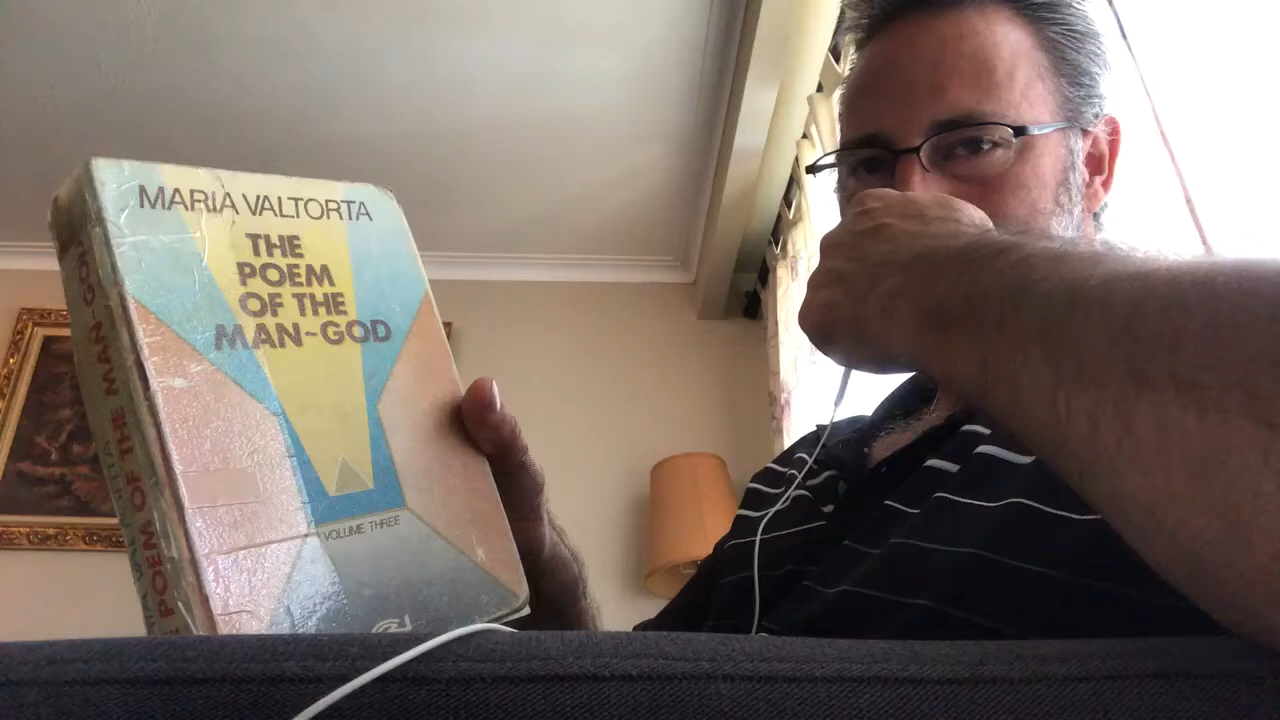 MARIA VALTORTA
THE
POEM
OF THE
MAN-GOD
VOLUME THREE
POEM OF THE MAN-GOD